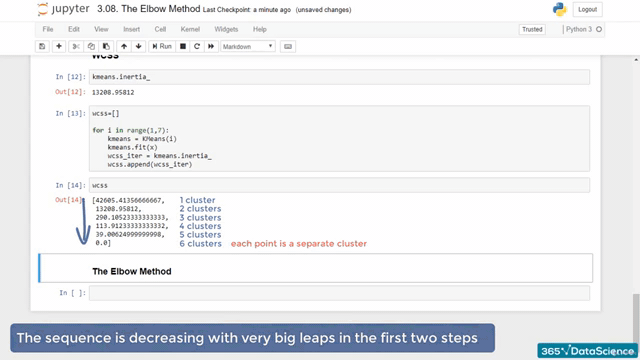 jupyter 3.08. The Elbow Method Last Checkpoint: a minute ago (unsaved changes)
Logout
File Edit View Insert Cell Kernel Widgets Help
Trusted
Python 3
Run
Markdown
WCSS
In [12] kmeans.inertia_
Out[12] 13208.95812
In [13] wcss=[]
for i in range(1,7):
kmeans = KMeans(i)
kmeans.fit(x)
wcss_iter = kmeans.inertia_
wcss.append(wcss_iter)
In [14] wcss
Out[14] [42605.41356666667, 1 cluster
13208.95812, 2 clusters
290.10523333333333, 3 clusters
113.91233333333332, 4 clusters
39.00624999999998, 5 clusters
0.0] 6 clusters each point is a separate cluster
The Elbow Method
In [ ]:
The sequence is decreasing with very big leaps in the first two steps
365 DataScience